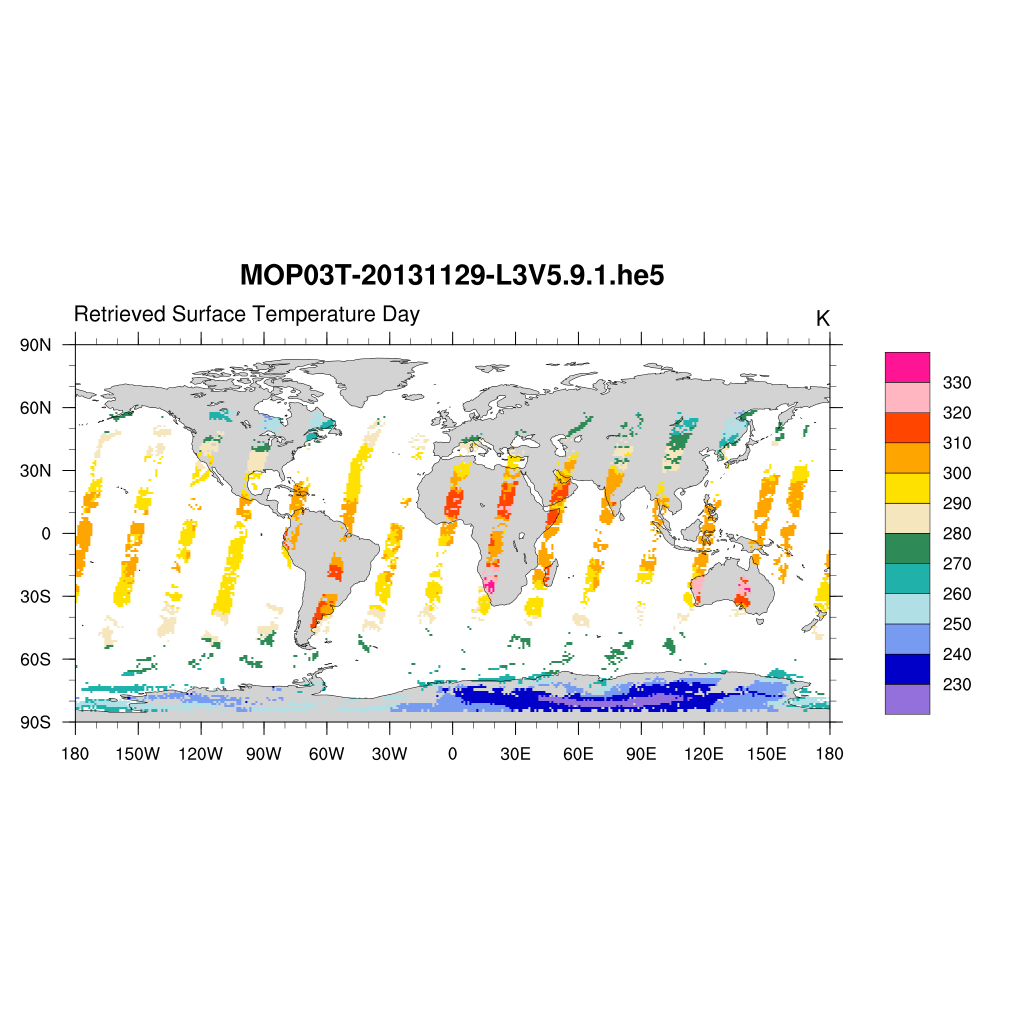 MOP03T-20131129-L3V5.9.1.he5
Retrieved Surface Temperature Day K
90N
60N
30N
0
30S
60S
90S
180 150W 120W 90W 60W 30W 0 30E 60E 90E 120E 150E 180
330
320
310
300
290
280
270
260
250
240
230